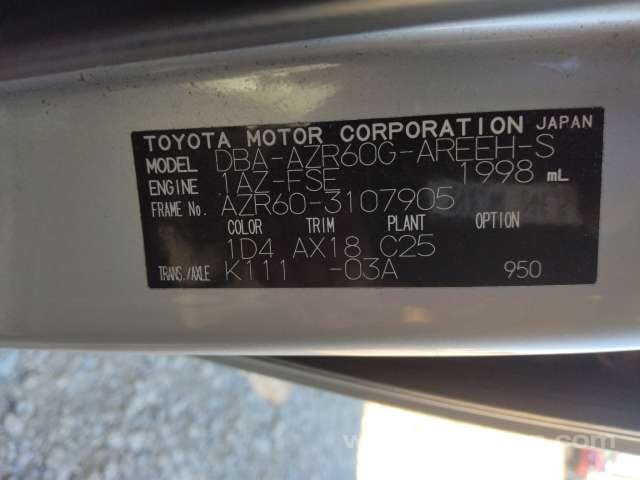 TOYOTA MOTOR CORPORATION JAPAN
MODEL DBA-AZR60G-AREEH-S
ENGINE 1AZ-FSE 1998 mL
FRAME No. AZR60-3107905
COLOR TRIM PLANT OPTION
1D4 AX18 C25
TRANS./AXLE K111 -03A 950